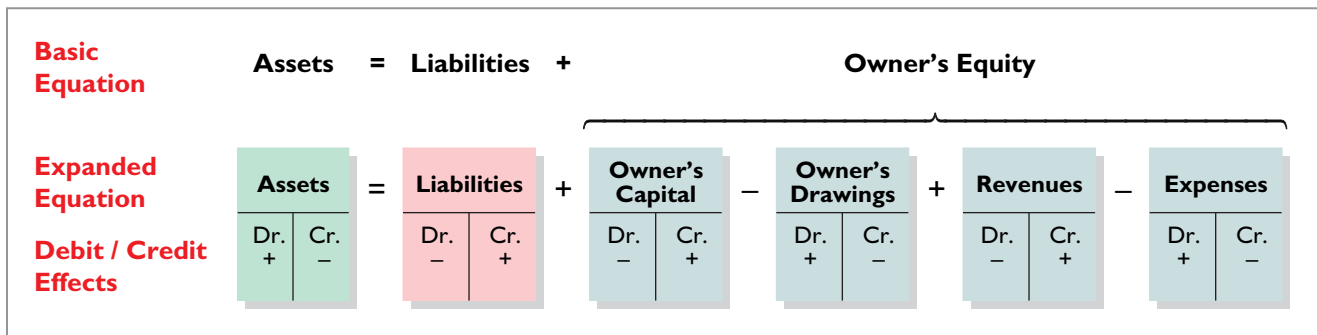 Basic
Equation
Assets = Liabilities + Owner's Equity
Expanded
Equation
Assets = Liabilities + Owner's
Capital – Owner's
Drawings + Revenues – Expenses
Debit / Credit
Effects
Dr. Cr. Dr. Cr. Dr. Cr. Dr. Cr. Dr. Cr. Dr. Cr.
+ – – + – + + – – + + –